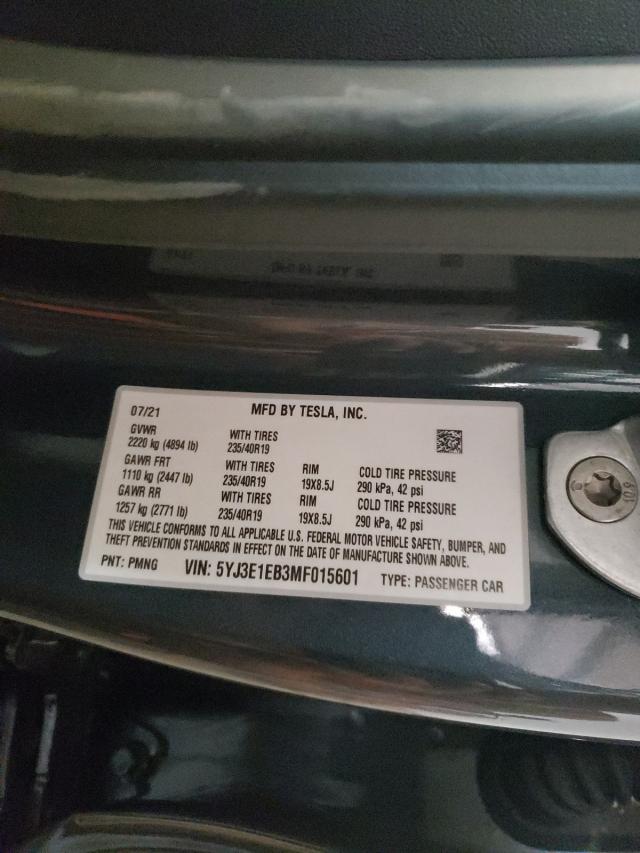 07/21 MFD BY TESLA, INC.
GVWR WITH TIRES
2220 kg (4894 lb) 235/40R19
GAWR FRT WITH TIRES RIM COLD TIRE PRESSURE
1110 kg (2447 lb) 235/40R19 19X8.5J 290 kPa, 42 psi
GAWR RR WITH TIRES RIM COLD TIRE PRESSURE
1257 kg (2771 lb) 235/40R19 19X8.5J 290 kPa, 42 psi
THIS VEHICLE CONFORMS TO ALL APPLICABLE U.S. FEDERAL MOTOR VEHICLE SAFETY, BUMPER, AND
THEFT PREVENTION STANDARDS IN EFFECT ON THE DATE OF MANUFACTURE SHOWN ABOVE.
PNT: PMNG VIN: 5YJ3E1EB3MF015601 TYPE: PASSENGER CAR